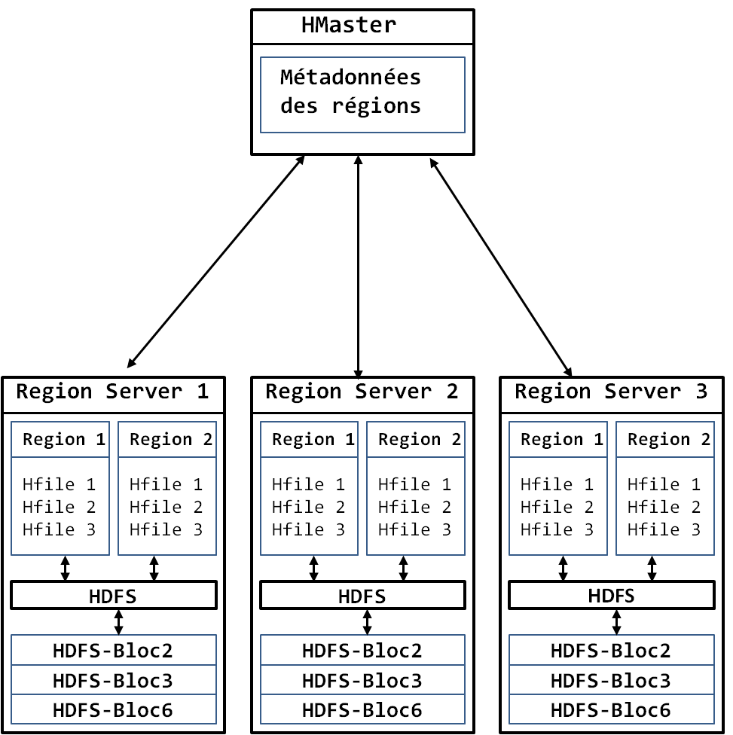 HMaster
Métadonnées
des régions
Region Server 1
Region 1
Region 2
Hfile 1
Hfile 2
Hfile 3
Hfile 1
Hfile 2
Hfile 3
HDFS
HDFS-Bloc2
HDFS-Bloc3
HDFS-Bloc6
Region Server 2
Region 1
Region 2
Hfile 1
Hfile 2
Hfile 3
Hfile 1
Hfile 2
Hfile 3
HDFS
HDFS-Bloc2
HDFS-Bloc3
HDFS-Bloc6
Region Server 3
Region 1
Region 2
Hfile 1
Hfile 2
Hfile 3
Hfile 1
Hfile 2
Hfile 3
HDFS
HDFS-Bloc2
HDFS-Bloc3
HDFS-Bloc6